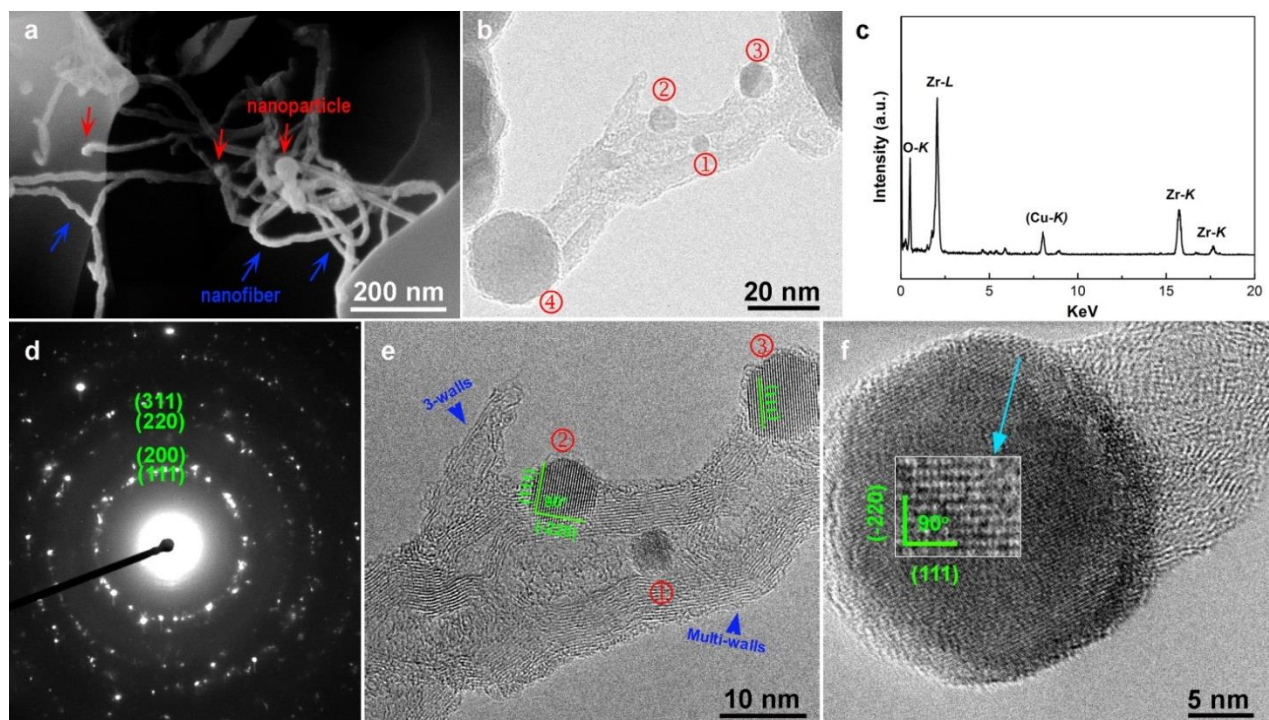 a
nanoparticle
nanofiber
200 nm
b
③
②
①
④
20 nm
c
Intensity (a.u.)
O-K
Zr-L
(Cu-K)
Zr-K
Zr-K
0 5 10 15 20
KeV
d
(311)
(220)
(200)
(111)
e
3-walls
③
(111)
②
(111)
90°
①
Multi-walls
10 nm
f
(-220)
90°
(111)
5 nm